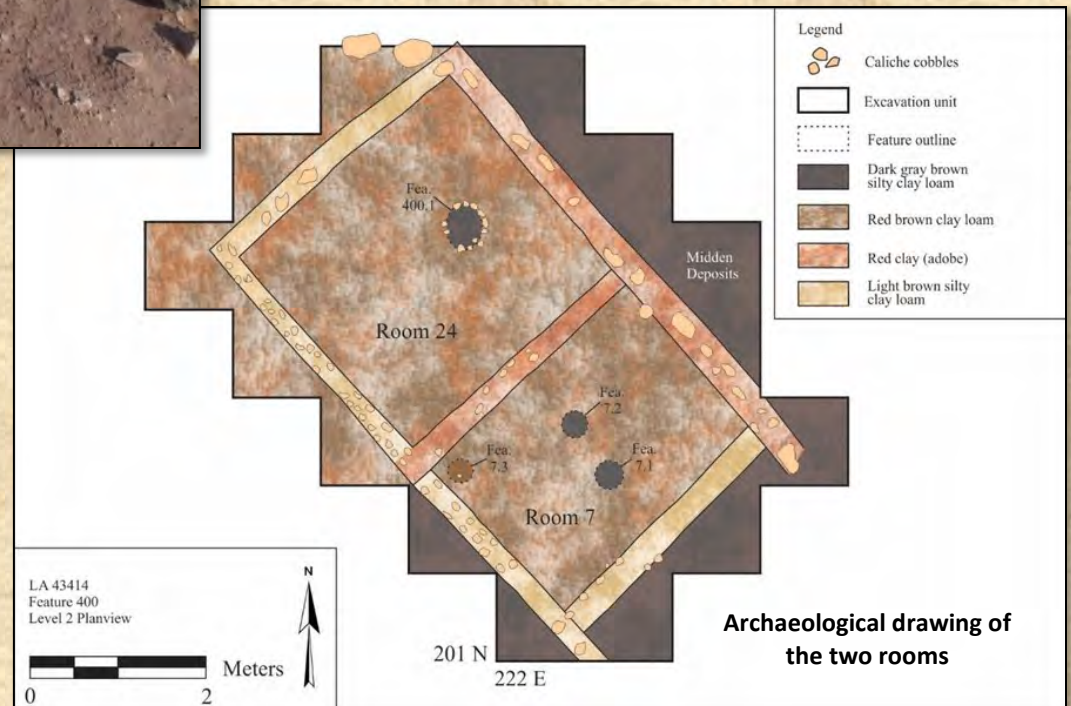 Legend
Caliche cobbles
Excavation unit
Feature outline
Dark gray brown
silty clay loam
Red brown clay loam
Red clay (adobe)
Light brown silty
clay loam
Fea.
400.1
Midden
Deposits
Room 24
Fea.
7.2
Fea.
7.3
Fea.
7.1
Room 7
LA 43414
Feature 400
Level 2 Planview
N
Meters
0
2
201 N
222 E
Archaeological drawing of
the two rooms